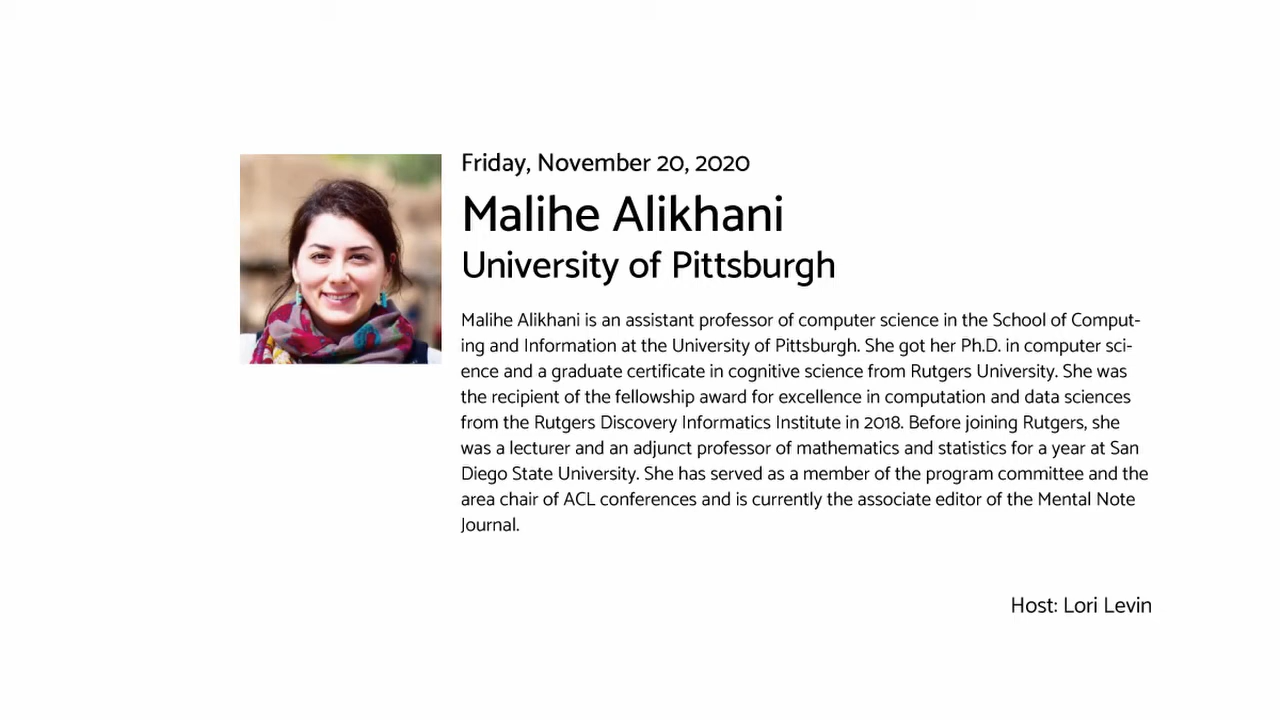 Friday, November 20, 2020
Malihe Alikhani
University of Pittsburgh
Malihe Alikhani is an assistant professor of computer science in the School of Comput-
ing and Information at the University of Pittsburgh. She got her Ph.D. in computer sci-
ence and a graduate certificate in cognitive science from Rutgers University. She was
the recipient of the fellowship award for excellence in computation and data sciences
from the Rutgers Discovery Informatics Institute in 2018. Before joining Rutgers, she
was a lecturer and an adjunct professor of mathematics and statistics for a year at San
Diego State University. She has served as a member of the program committee and the
area chair of ACL conferences and is currently the associate editor of the Mental Note
Journal.
Host: Lori Levin